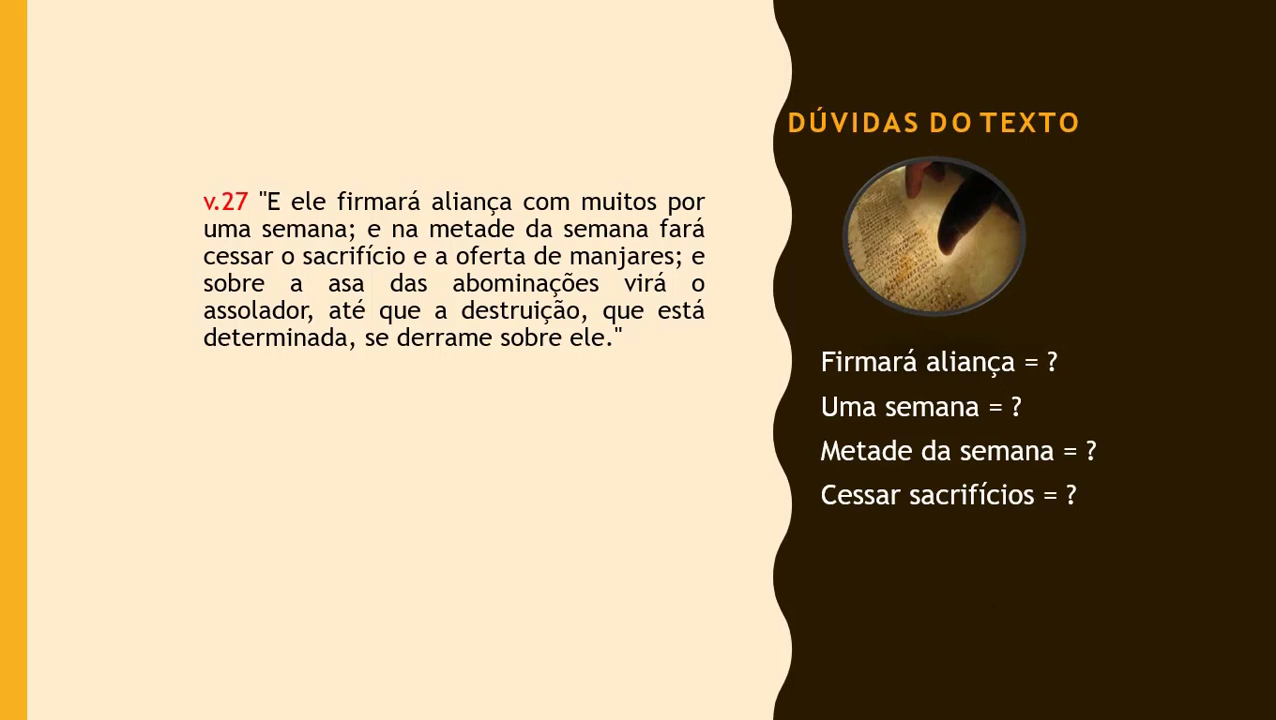 DÚVIDAS DO TEXTO
v.27 "E ele firmará aliança com muitos por
uma semana; e na metade da semana fará
cessar o sacrifício e a oferta de manjares; e
sobre a asa das abominações virá o
assolador, até que a destruição, que está
determinada, se derrame sobre ele."
Firmará aliança = ?
Uma semana = ?
Metade da semana = ?
Cessar sacrifícios = ?